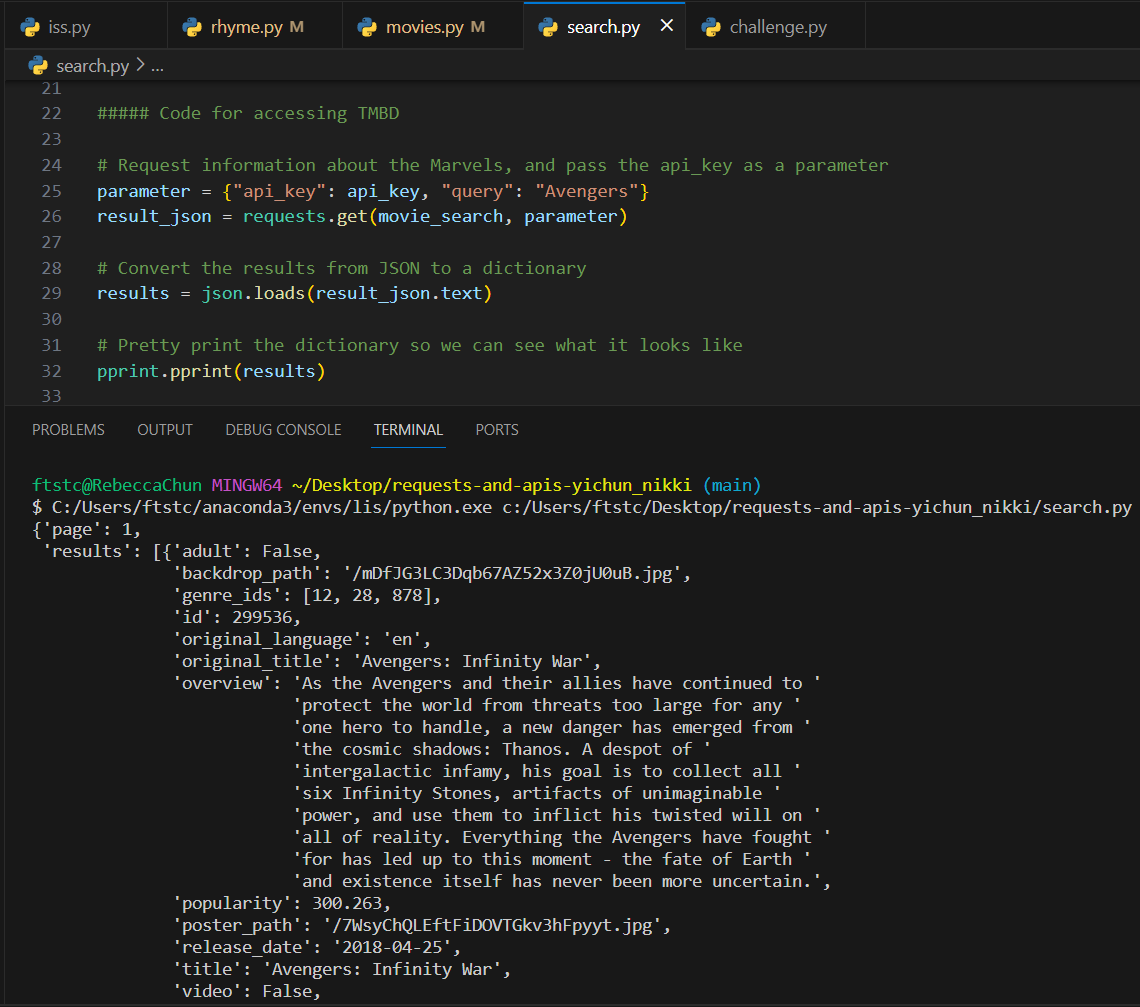 iss.py rhyme.py M movies.py M search.py × challenge.py
search.py > ...
21
22 ##### Code for accessing TMBD
23
24 # Request information about the Marvels, and pass the api_key as a parameter
25 parameter = {"api_key": api_key, "query": "Avengers"}
26 result_json = requests.get(movie_search, parameter)
27
28 # Convert the results from JSON to a dictionary
29 results = json.loads(result_json.text)
30
31 # Pretty print the dictionary so we can see what it looks like
32 pprint.pprint(results)
33
PROBLEMS OUTPUT DEBUG CONSOLE TERMINAL PORTS
ftstc@RebeccaChun MINGW64 ~/Desktop/requests-and-apis-yichun_nikki (main)
$ C:/Users/ftstc/anaconda3/envs/lis/python.exe c:/Users/ftstc/Desktop/requests-and-apis-yichun_nikki/search.py
{'page': 1,
'results': [{'adult': False,
'backdrop_path': '/mDfJG3LC3Dqb67AZ52x3Z0jU0uB.jpg',
'genre_ids': [12, 28, 878],
'id': 299536,
'original_language': 'en',
'original_title': 'Avengers: Infinity War',
'overview': 'As the Avengers and their allies have continued to '
'protect the world from threats too large for any '
'one hero to handle, a new danger has emerged from '
'the cosmic shadows: Thanos. A despot of '
'intergalactic infamy, his goal is to collect all '
'six Infinity Stones, artifacts of unimaginable '
'power, and use them to inflict his twisted will on '
'all of reality. Everything the Avengers have fought '
'for has led up to this moment - the fate of Earth '
'and existence itself has never been more uncertain.',
'popularity': 300.263,
'poster_path': '/7WsyChQLEftFiDOVTGkv3hFpyyt.jpg',
'release_date': '2018-04-25',
'title': 'Avengers: Infinity War',
'video': False,